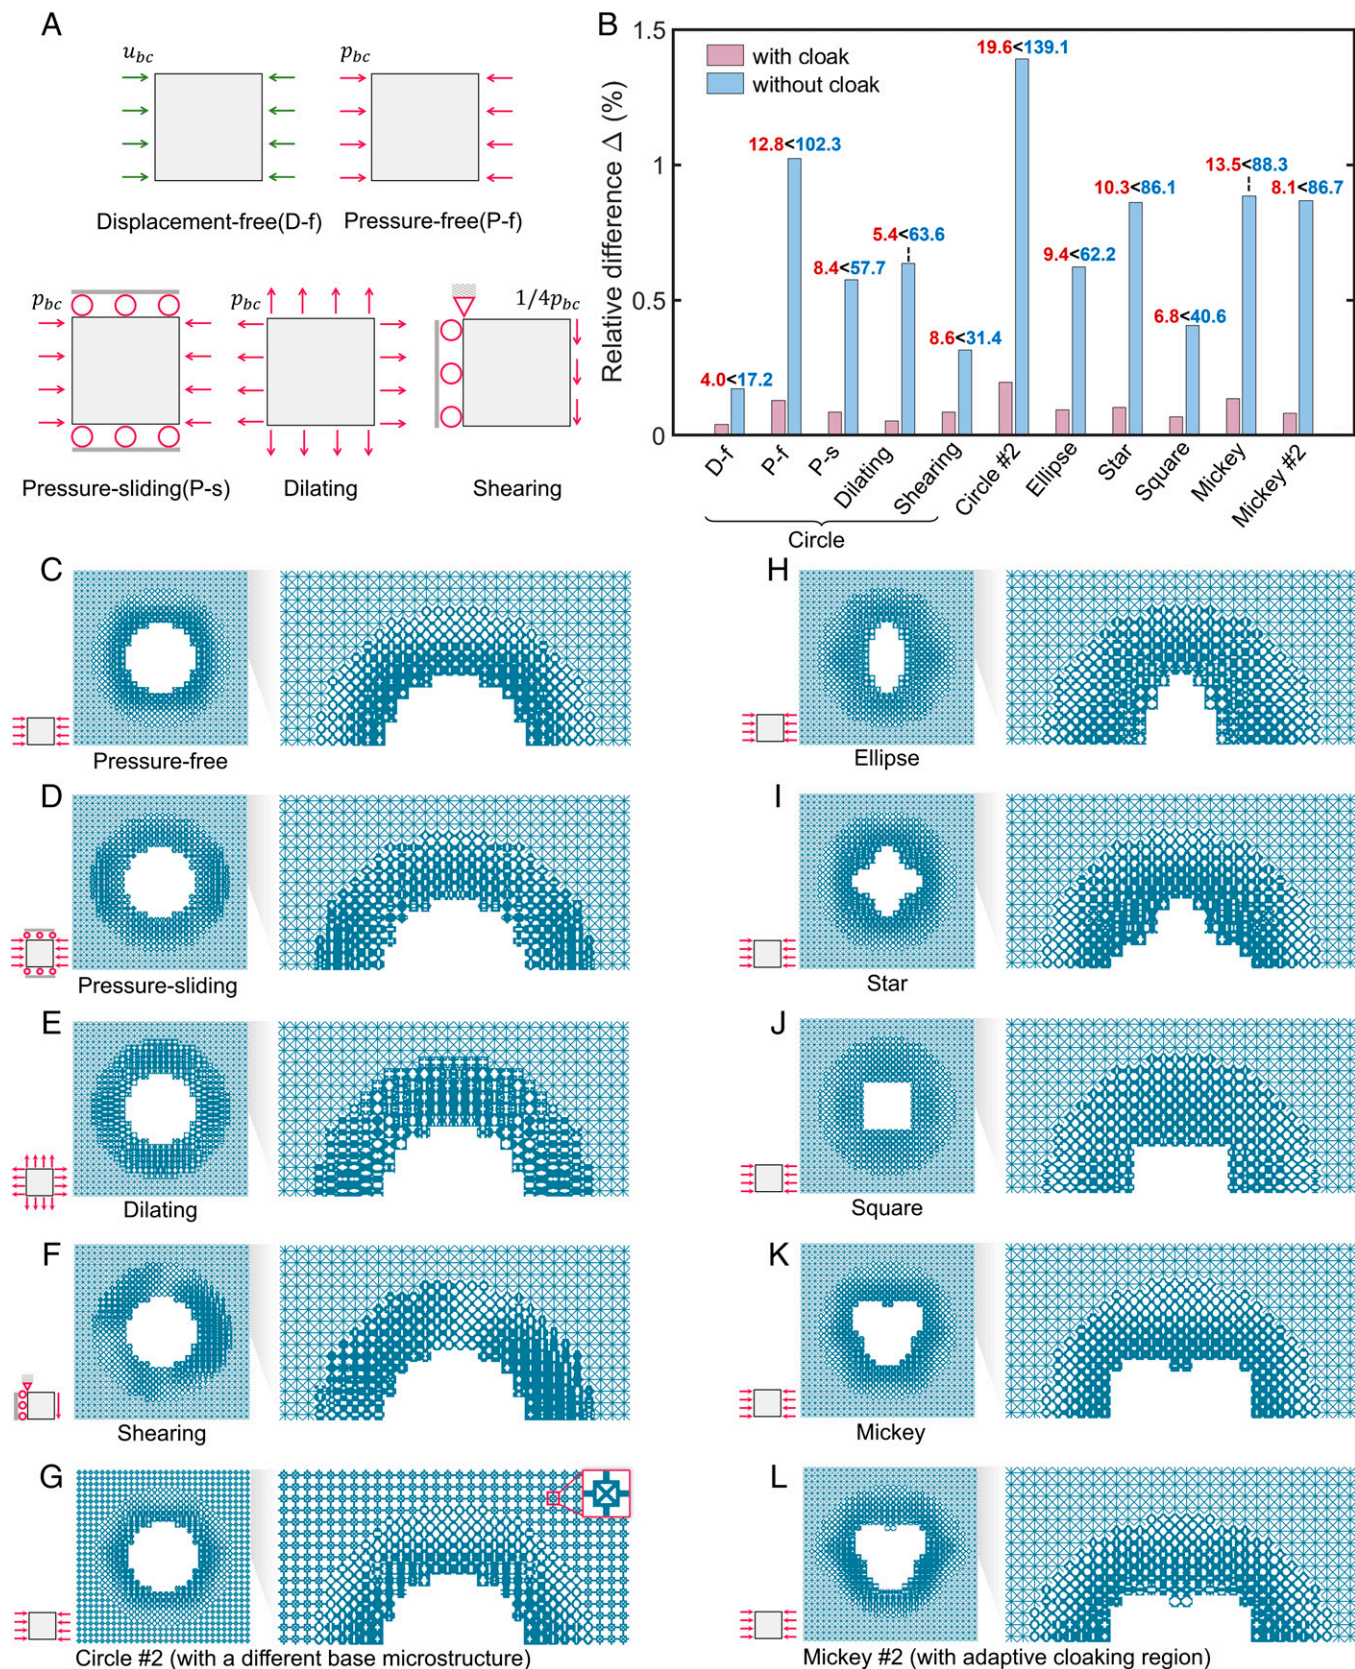 A
u_bc
p_bc
Displacement-free(D-f)
Pressure-free(P-f)
p_bc
p_bc
1/4p_bc
Pressure-sliding(P-s)
Dilating
Shearing
B
Relative difference Δ (%)
1.5
1
0.5
0
with cloak
without cloak
4.0<17.2
12.8<102.3
8.4<57.7
5.4<63.6
8.6<31.4
19.6<139.1
9.4<62.2
10.3<86.1
6.8<40.6
13.5<88.3
8.1<86.7
D-f
P-f
P-s
Dilating
Shearing
Circle #2
Ellipse
Star
Square
Mickey
Mickey #2
Circle
C
Pressure-free
D
Pressure-sliding
E
Dilating
F
Shearing
G
Circle #2 (with a different base microstructure)
H
Ellipse
I
Star
J
Square
K
Mickey
L
Mickey #2 (with adaptive cloaking region)